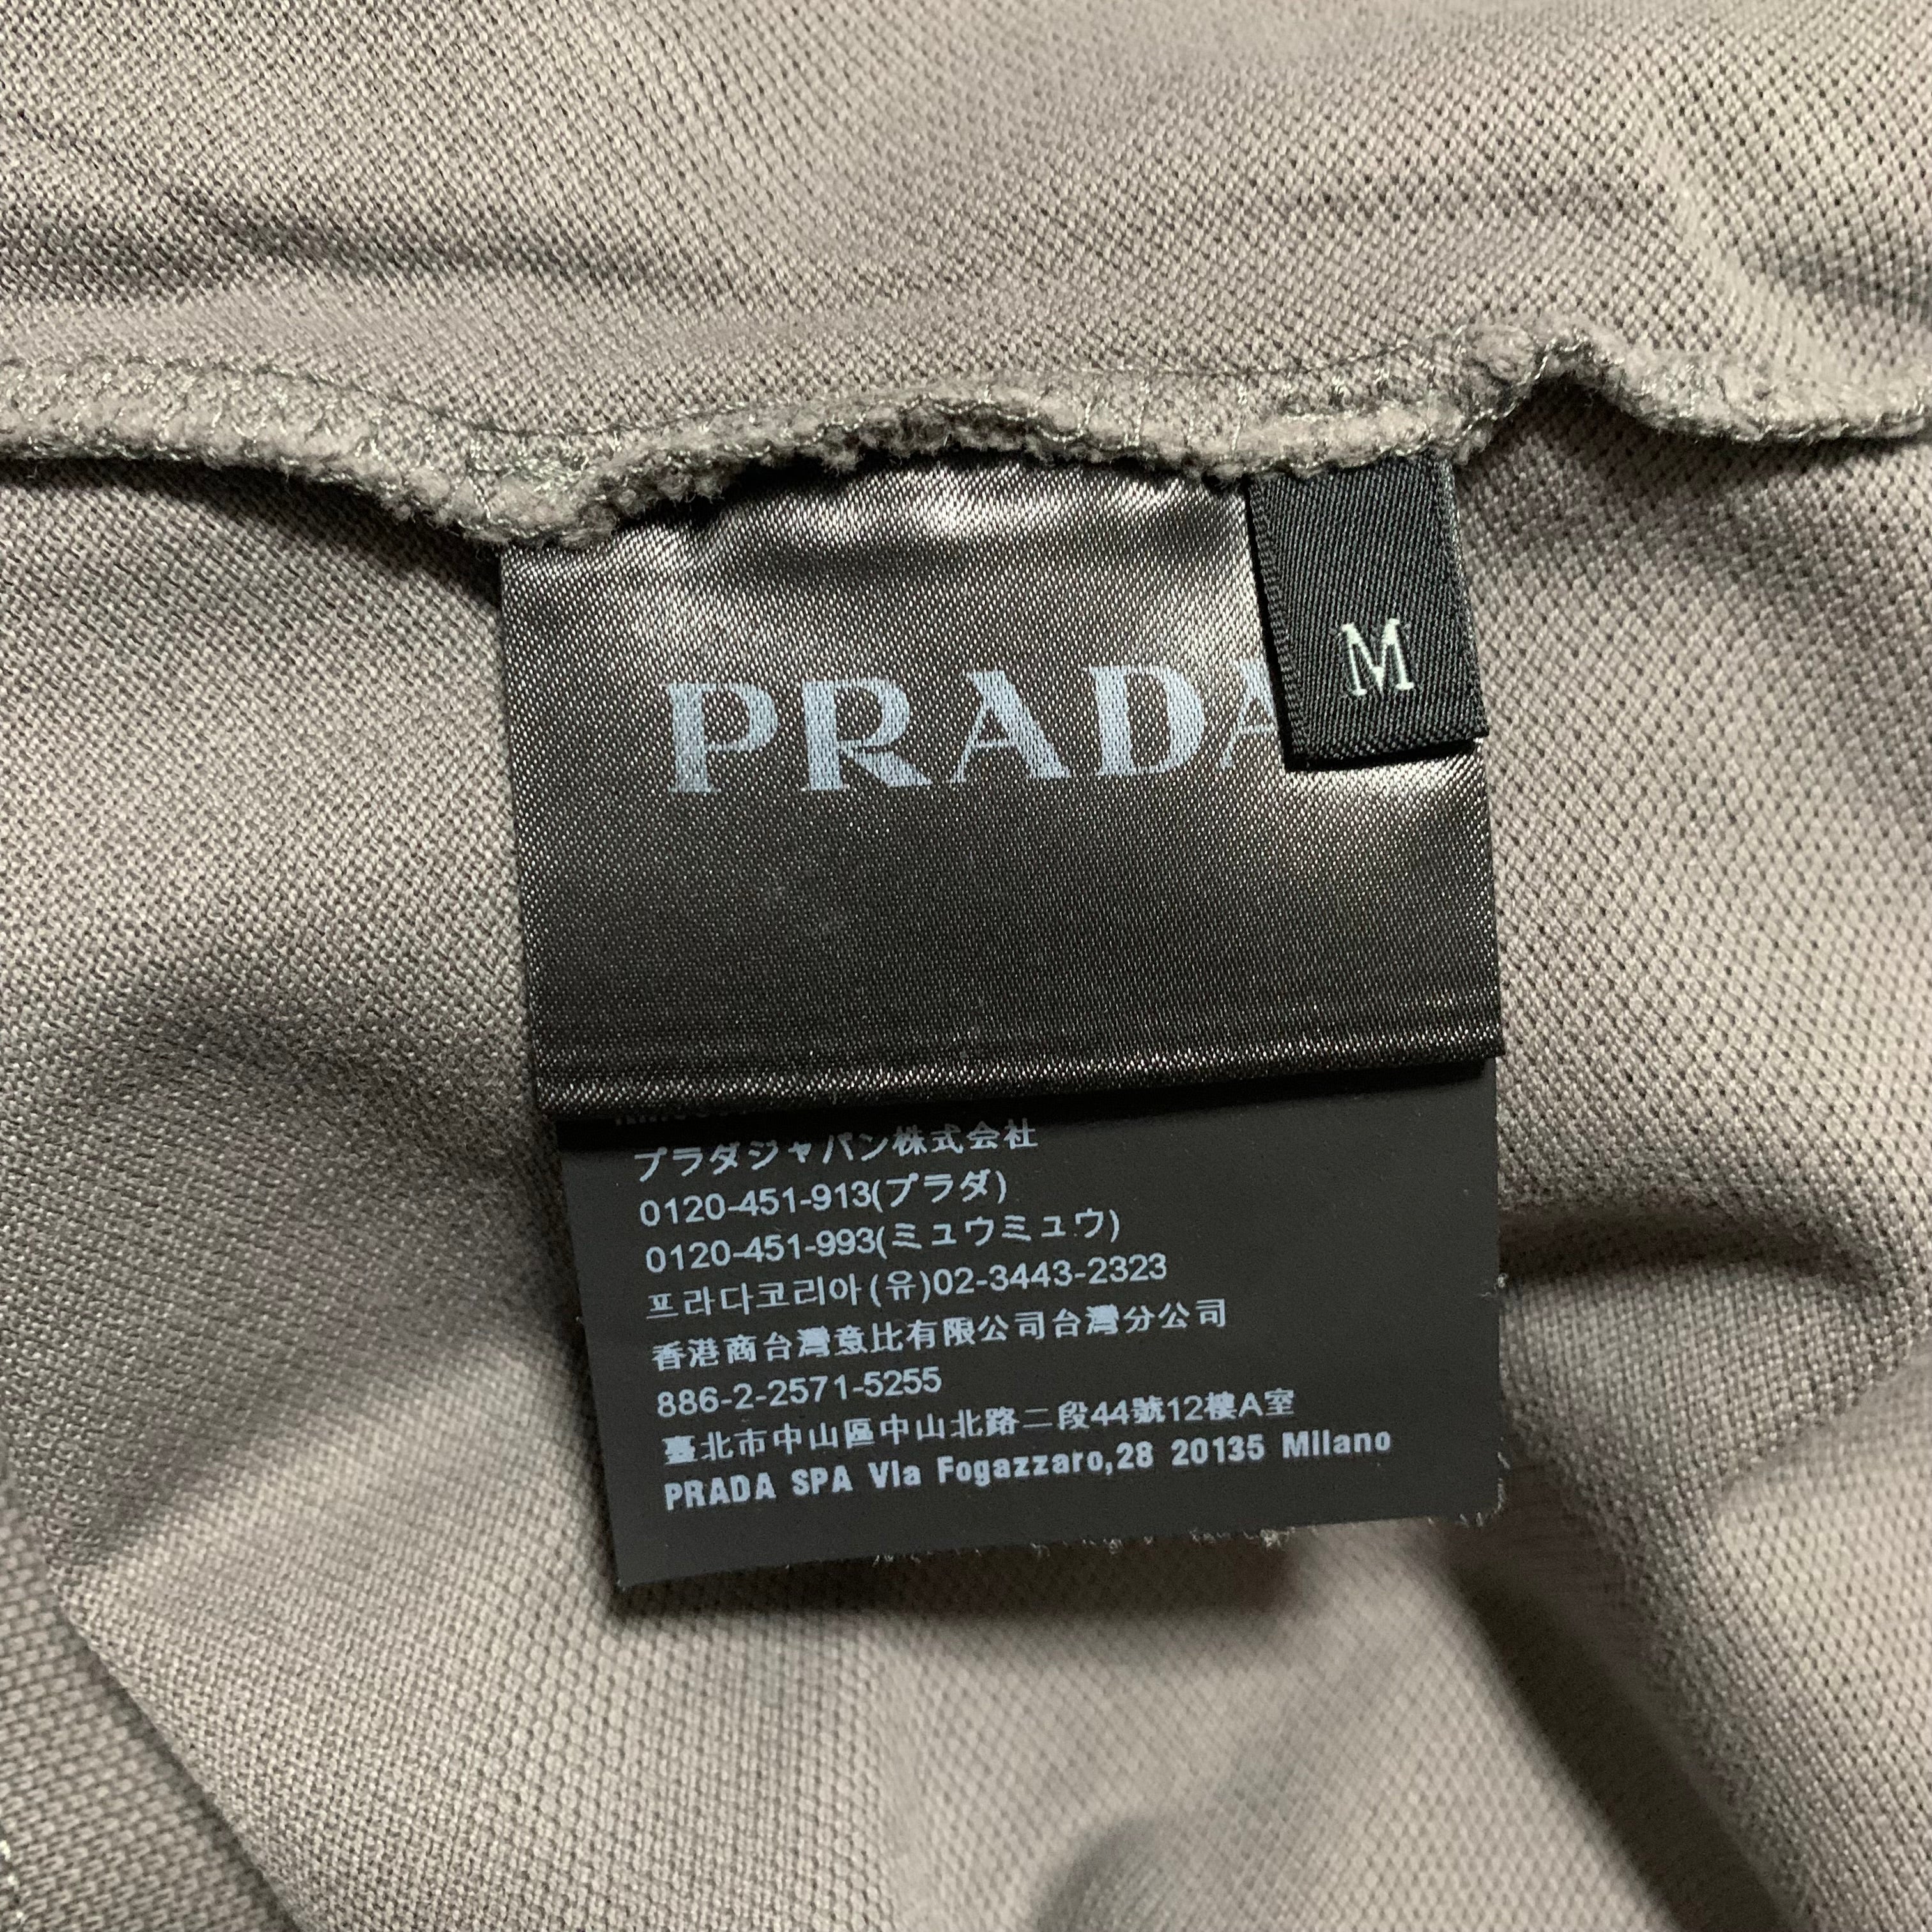 PRADA
M
プラダジャパン株式会社
0120-451-913(プラダ)
0120-451-993(ミュウミュウ)
프라다코리아(유)02-3443-2323
香港商台灣意比有限公司台灣分公司
886-2-2571-5255
臺北市中山區中山北路二段44號12樓A室
PRADA SPA Via Fogazzaro,28 20135 Milano